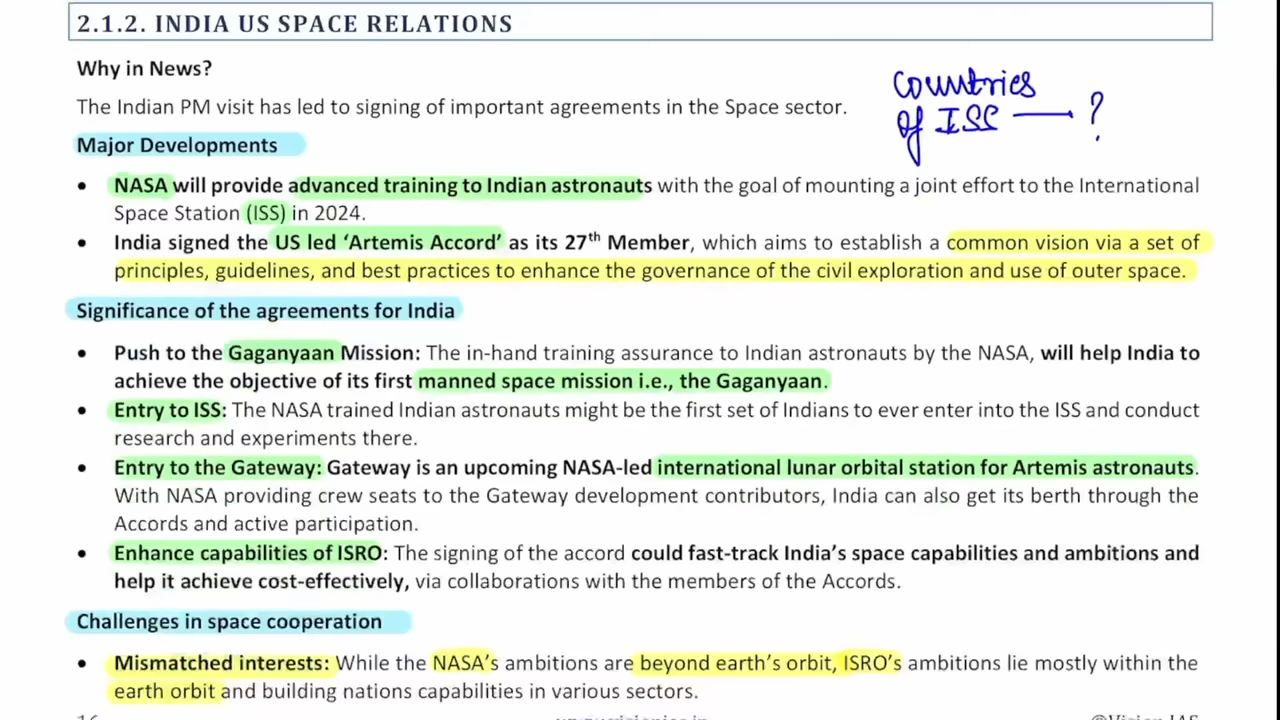 2.1.2. INDIA US SPACE RELATIONS
Why in News?
countries
The Indian PM visit has led to signing of important agreements in the Space sector.
of ISS — ?
Major Developments
• NASA will provide advanced training to Indian astronauts with the goal of mounting a joint effort to the International
Space Station (ISS) in 2024.
• India signed the US led ‘Artemis Accord’ as its 27th Member, which aims to establish a common vision via a set of
principles, guidelines, and best practices to enhance the governance of the civil exploration and use of outer space.
Significance of the agreements for India
• Push to the Gaganyaan Mission: The in-hand training assurance to Indian astronauts by the NASA, will help India to
achieve the objective of its first manned space mission i.e., the Gaganyaan.
• Entry to ISS: The NASA trained Indian astronauts might be the first set of Indians to ever enter into the ISS and conduct
research and experiments there.
• Entry to the Gateway: Gateway is an upcoming NASA-led international lunar orbital station for Artemis astronauts.
With NASA providing crew seats to the Gateway development contributors, India can also get its berth through the
Accords and active participation.
• Enhance capabilities of ISRO: The signing of the accord could fast-track India’s space capabilities and ambitions and
help it achieve cost-effectively, via collaborations with the members of the Accords.
Challenges in space cooperation
• Mismatched interests: While the NASA’s ambitions are beyond earth’s orbit, ISRO’s ambitions lie mostly within the
earth orbit and building nations capabilities in various sectors.